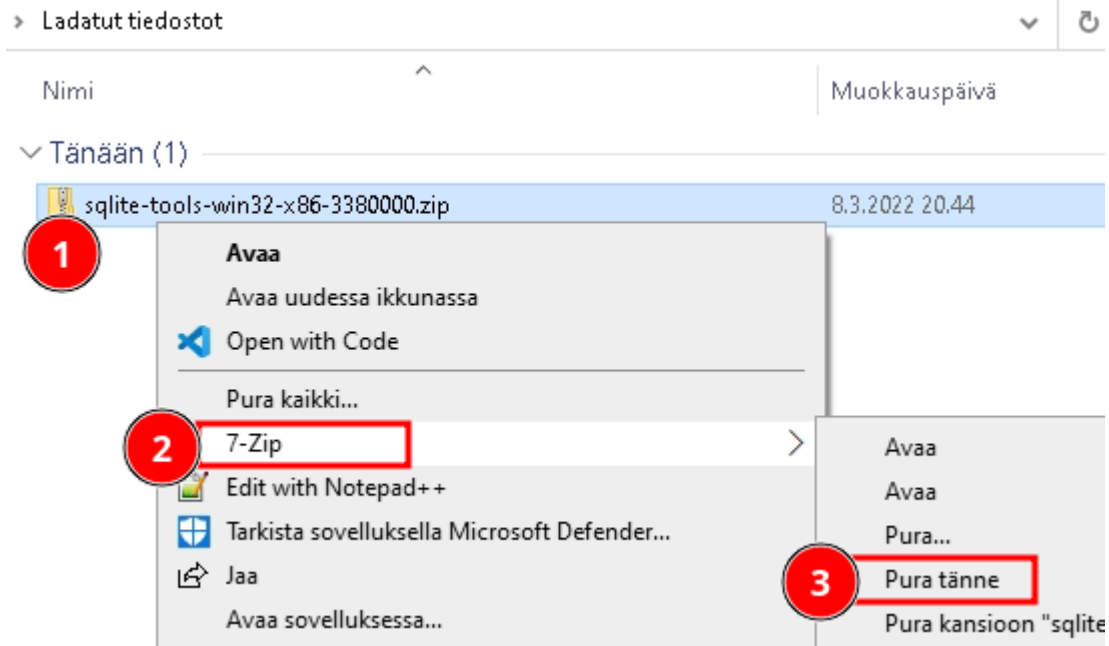 Ladatut tiedostot
Nimi
Muokkauspäivä
Tänään (1)
sqlite-tools-win32-x86-3380000.zip
8.3.2022 20.44
1
Avaa
Avaa uudessa ikkunassa
Open with Code
Pura kaikki...
2
7-Zip
Edit with Notepad++
Tarkista sovelluksella Microsoft Defender...
Jaa
Avaa sovelluksessa...
Avaa
Avaa
Pura...
3
Pura tänne
Pura kansioon "sqlite